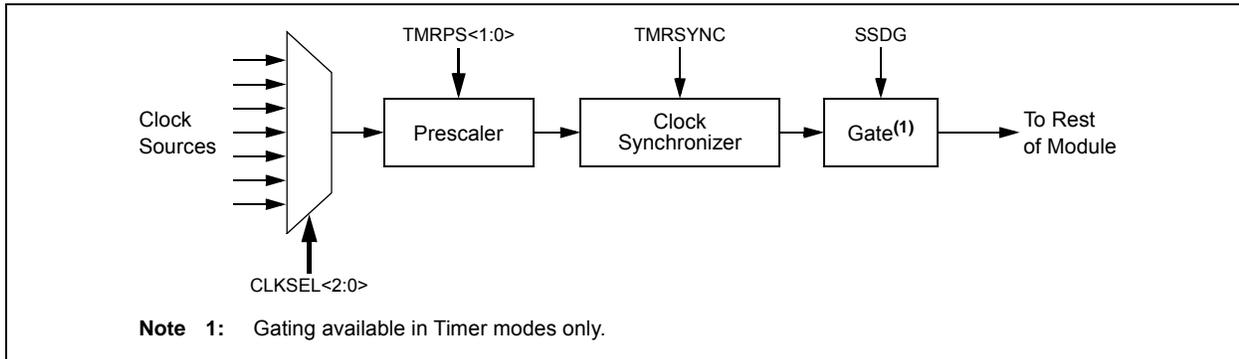 TMRPS<1:0>
TMRSYNC
SSDG
Clock
Sources
Prescaler
Clock
Synchronizer
Gate(1)
To Rest
of Module
CLKSEL<2:0>
Note 1: Gating available in Timer modes only.